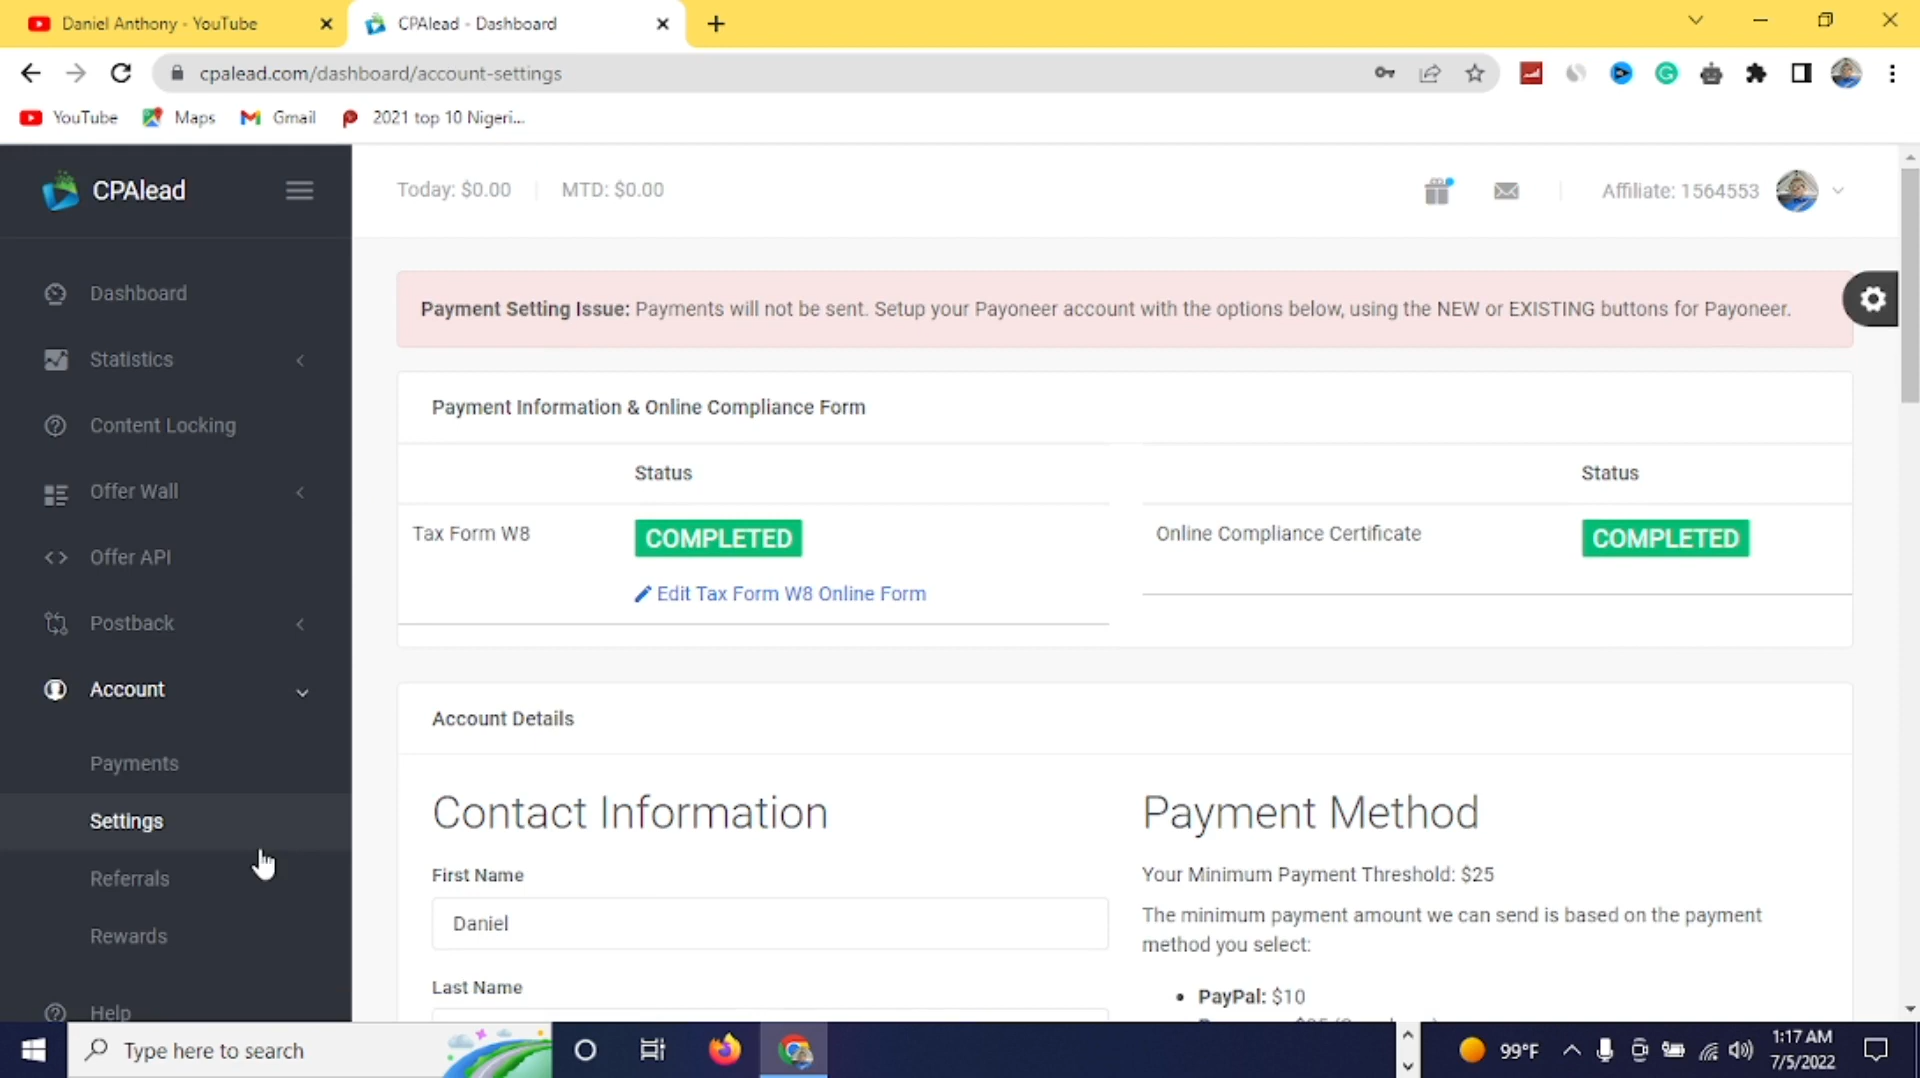 Daniel Anthony - YouTube
CPAlead - Dashboard
cpalead.com/dashboard/account-settings
YouTube
Maps
Gmail
2021 top 10 Nigeri...
CPAlead
Today: $0.00
MTD: $0.00
Affiliate: 1564553
Dashboard
Statistics
Content Locking
Offer Wall
Offer API
Postback
Account
Payments
Settings
Referrals
Rewards
Help
Payment Setting Issue: Payments will not be sent. Setup your Payoneer account with the options below, using the NEW or EXISTING buttons for Payoneer.
Payment Information & Online Compliance Form
Status
Status
Tax Form W8
COMPLETED
Online Compliance Certificate
COMPLETED
Edit Tax Form W8 Online Form
Account Details
Contact Information
First Name
Daniel
Last Name
Payment Method
Your Minimum Payment Threshold: $25
The minimum payment amount we can send is based on the payment
method you select:
PayPal: $10
Type here to search
99°F
1:17 AM
7/5/2022